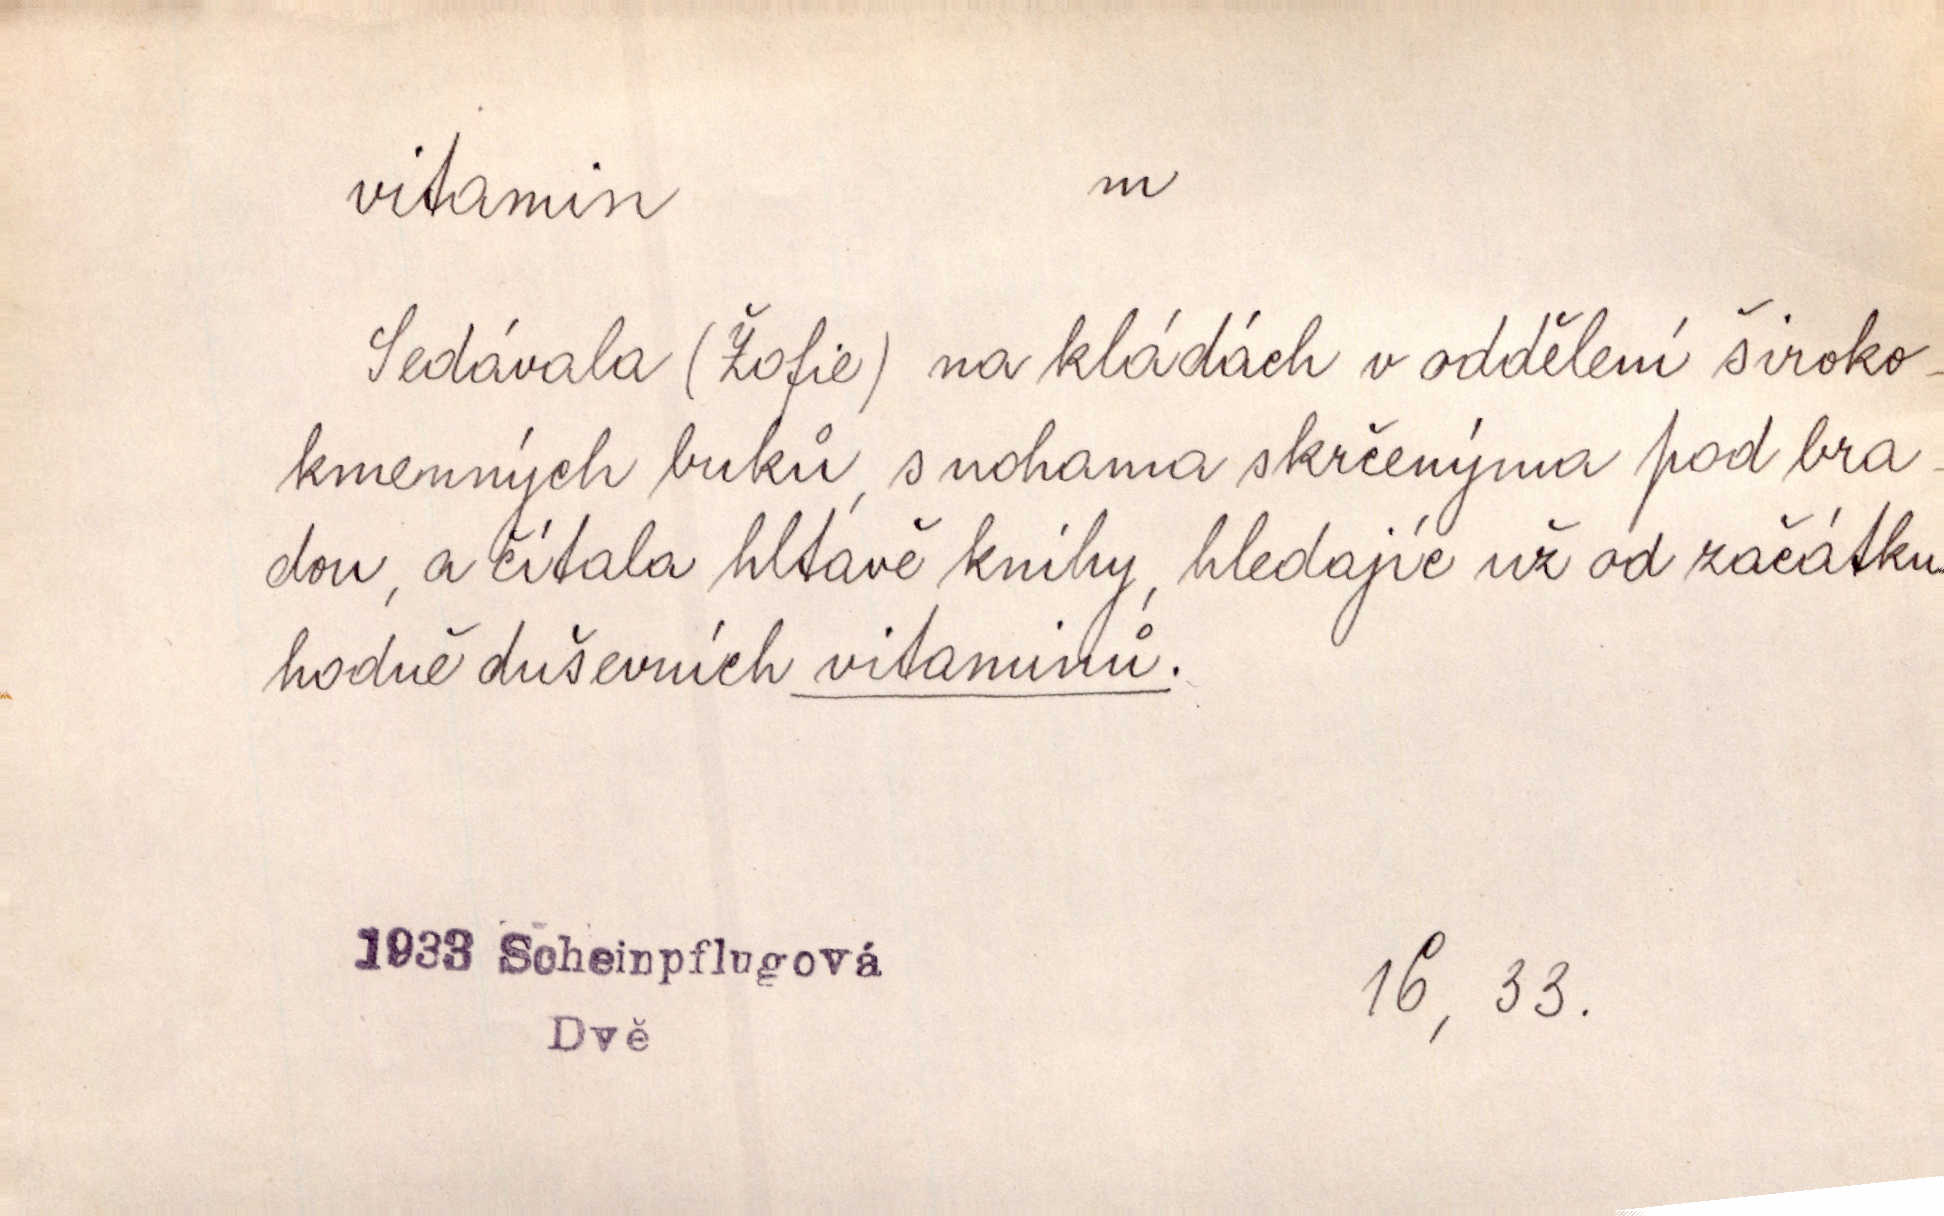 vitamin m
Sedávala (Žofie) na kládách v oddělení široko-
kmenných buků, s nohama skrčenýma pod bra-
dou, a čítala hltavě knihy, hledajíc už od začátku
hodně duševních vitaminů.
1933 Scheinpflugová 16, 33.
Dvě